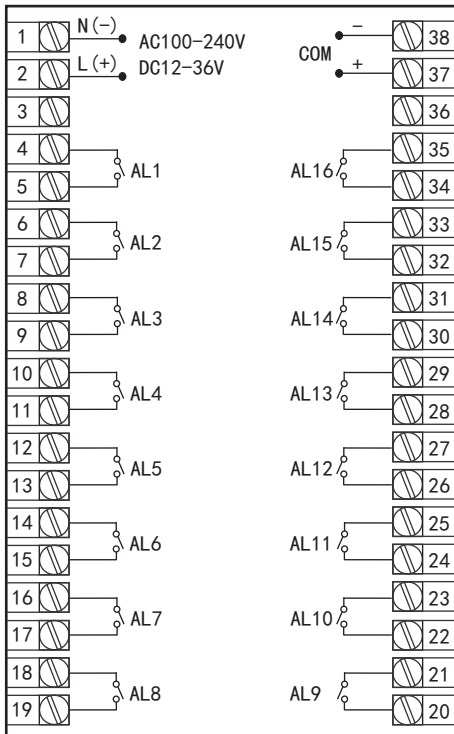 1 N(-) AC100-240V - 38
2 L(+) DC12-36V COM + 37
3 36
4 35
AL1 AL16
5 34
6 33
AL2 AL15
7 32
8 31
AL3 AL14
9 30
10 29
AL4 AL13
11 28
12 27
AL5 AL12
13 26
14 25
AL6 AL11
15 24
16 23
AL7 AL10
17 22
18 21
AL8 AL9
19 20